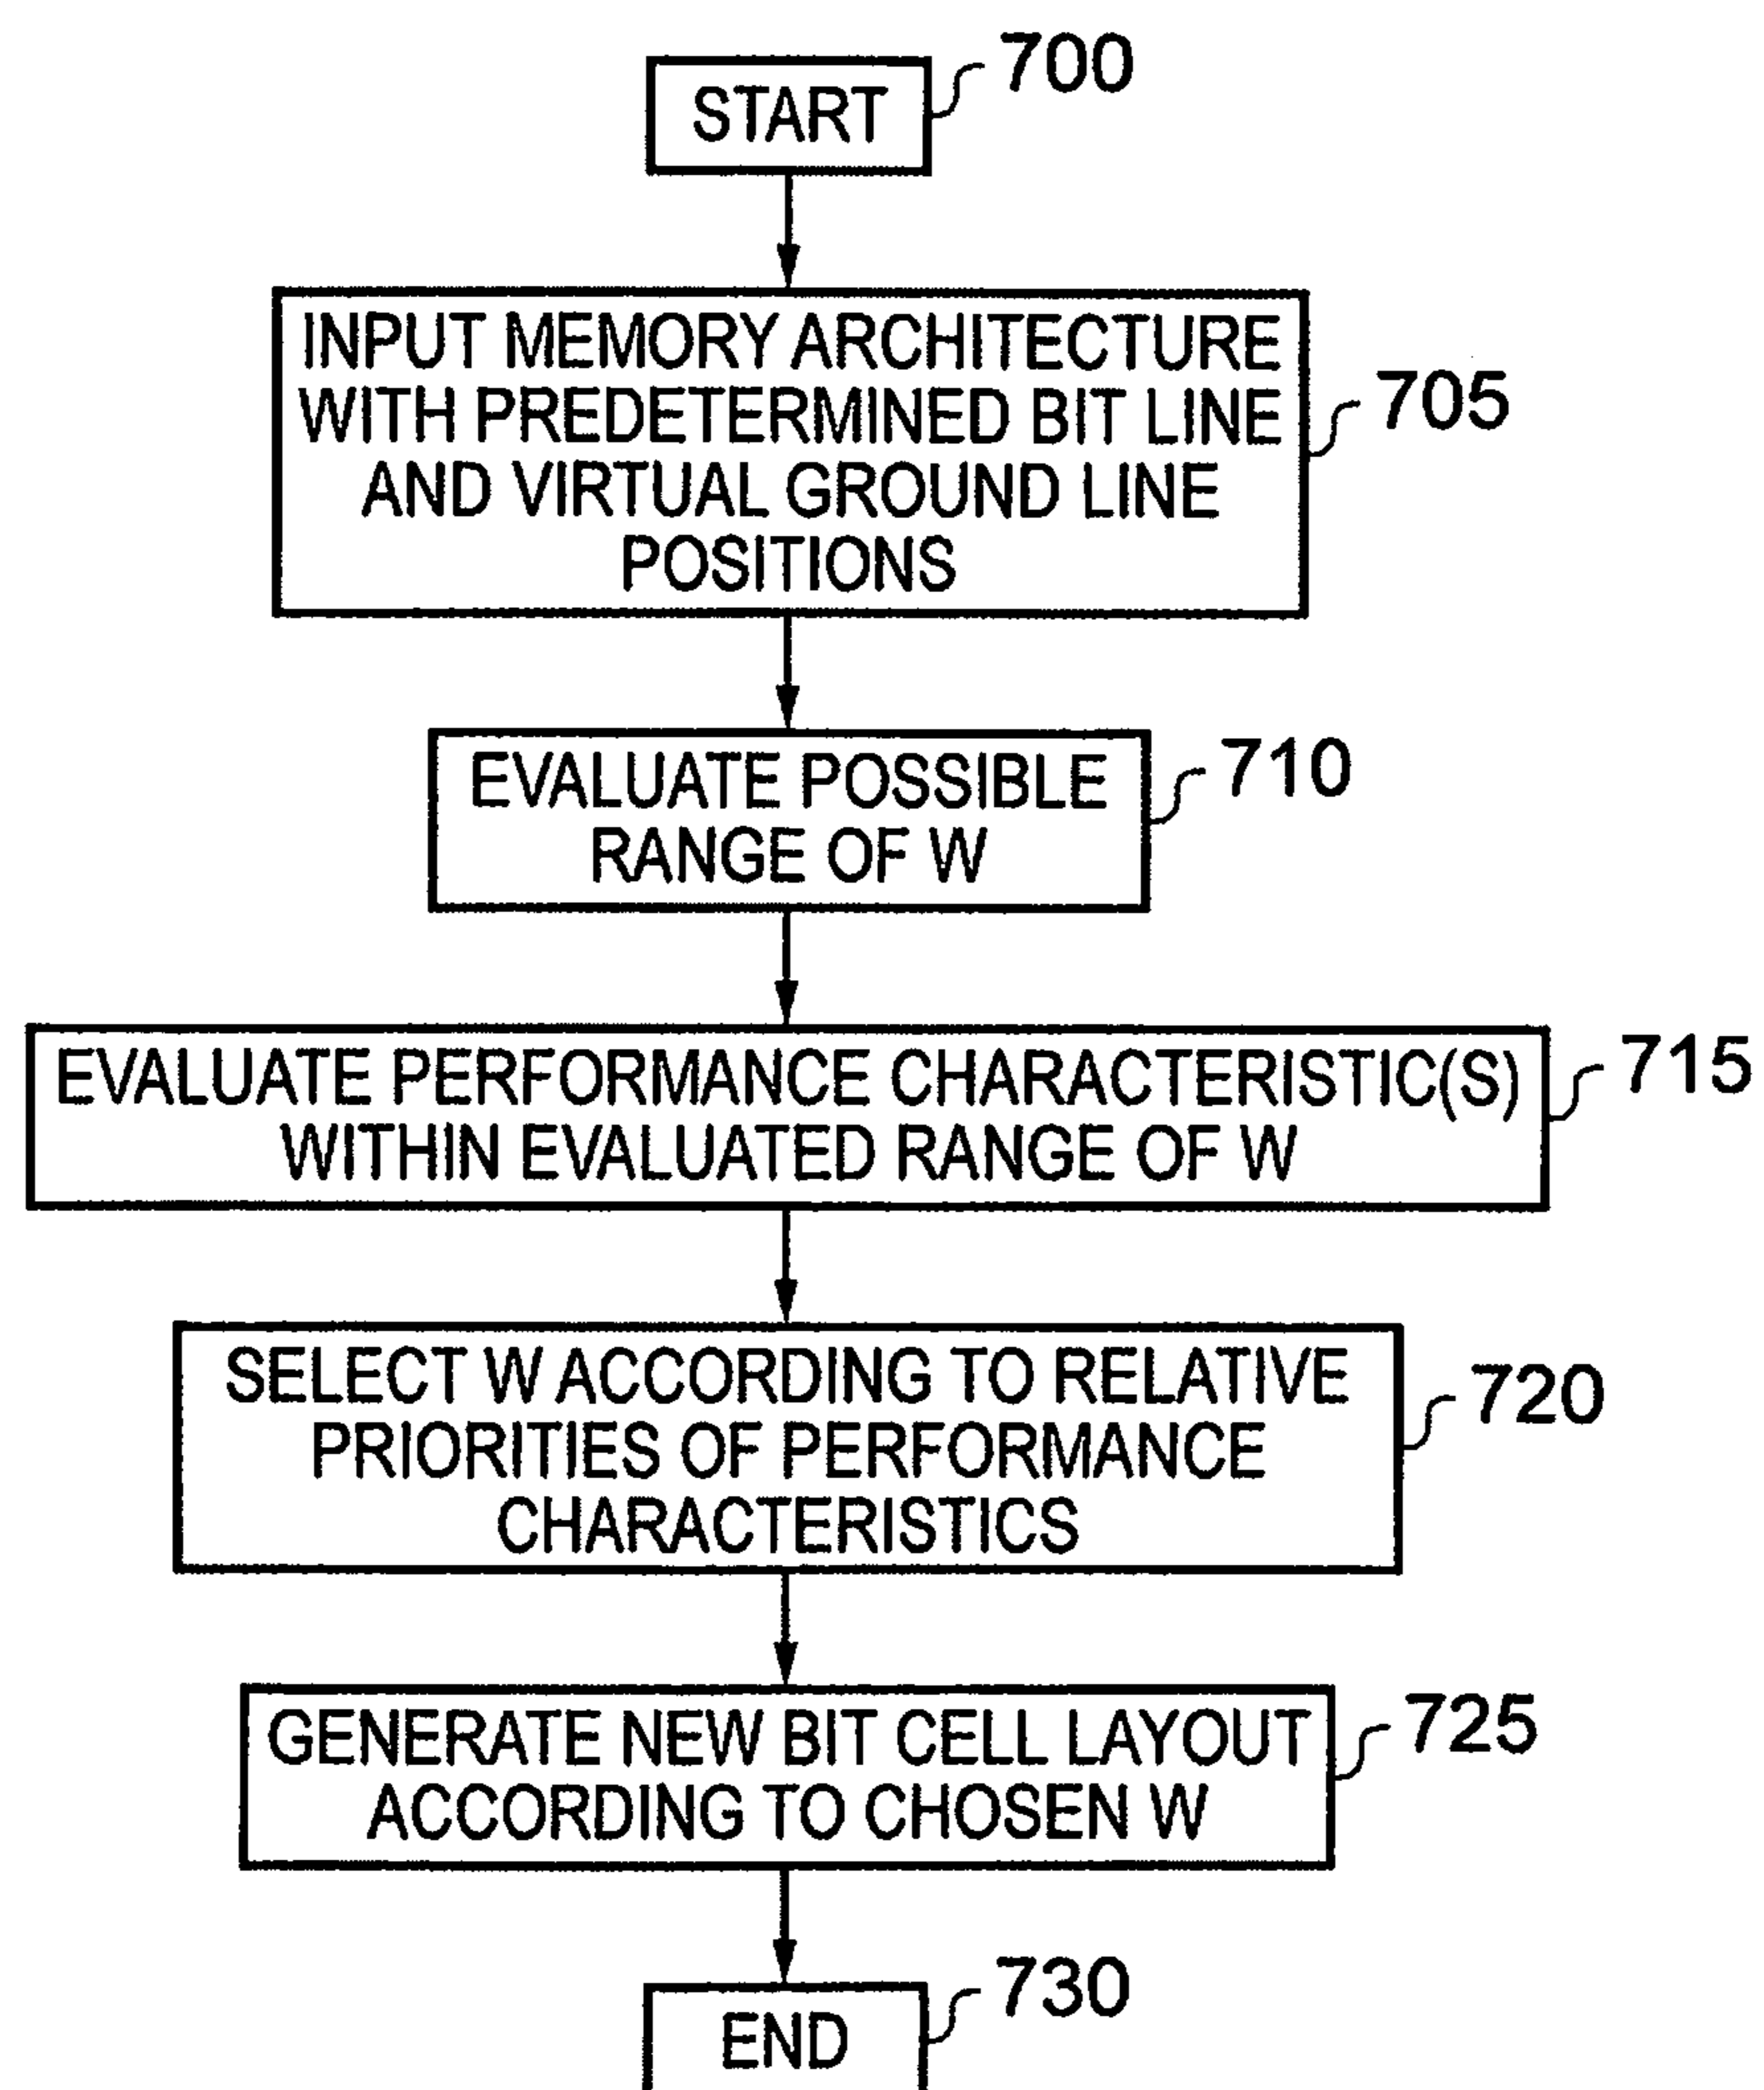 START
700
INPUT MEMORY ARCHITECTURE
WITH PREDETERMINED BIT LINE
AND VIRTUAL GROUND LINE
POSITIONS
705
EVALUATE POSSIBLE
RANGE OF W
710
EVALUATE PERFORMANCE CHARACTERISTIC(S)
WITHIN EVALUATED RANGE OF W
715
SELECT W ACCORDING TO RELATIVE
PRIORITIES OF PERFORMANCE
CHARACTERISTICS
720
GENERATE NEW BIT CELL LAYOUT
ACCORDING TO CHOSEN W
725
END
730